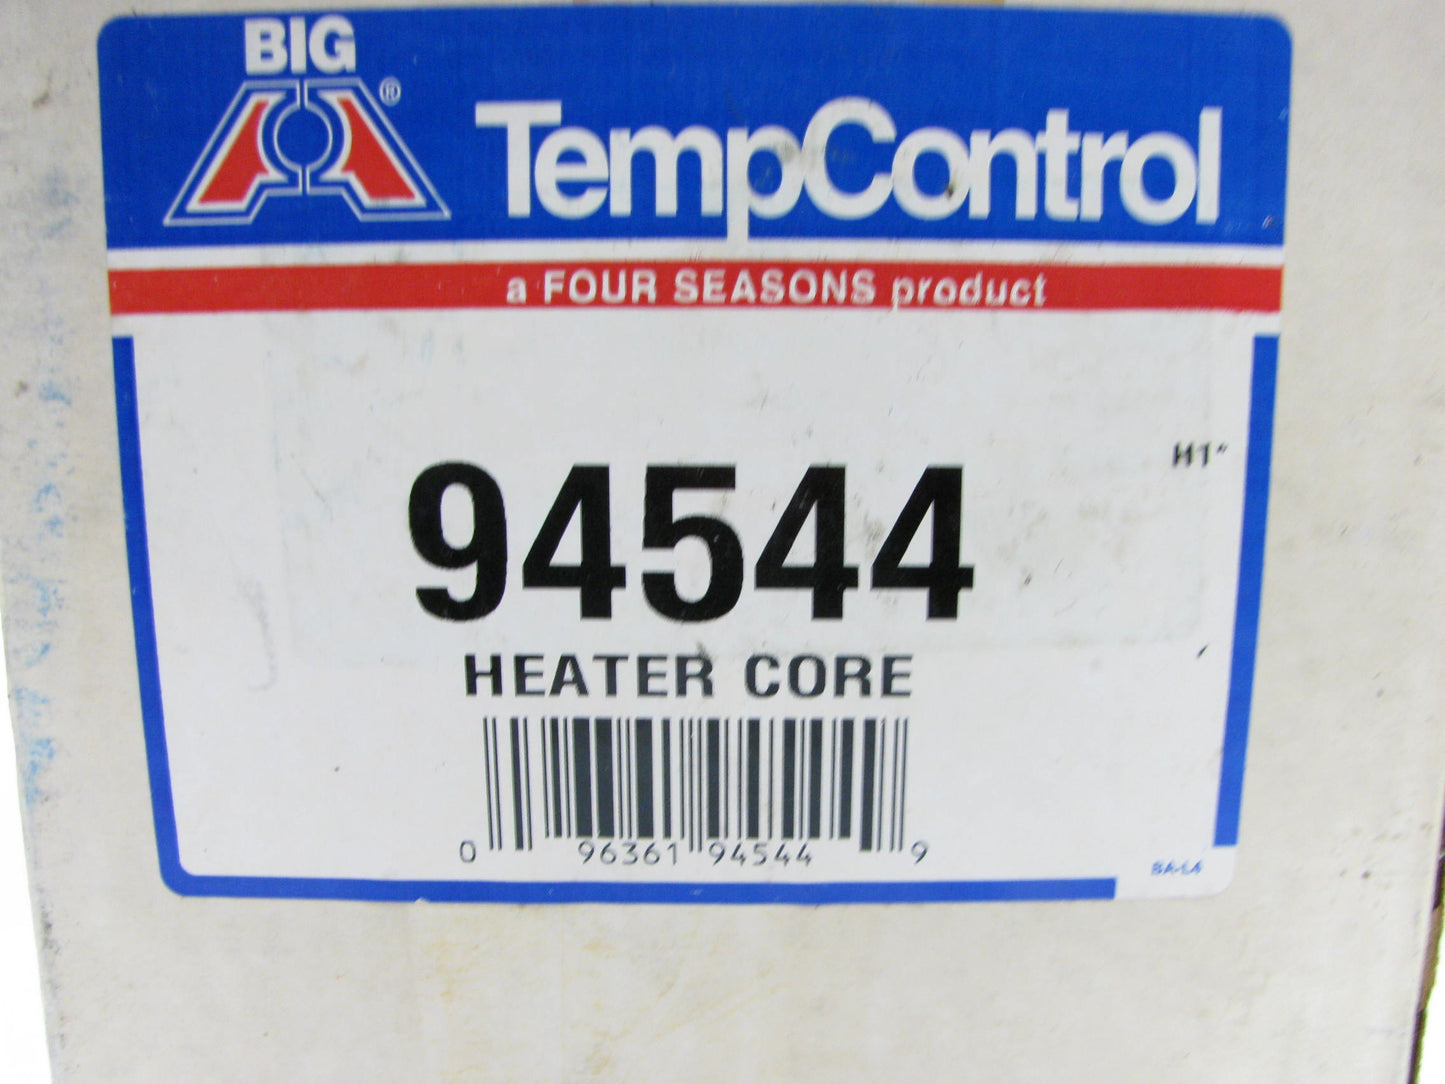 BIG
A®
TempControl
a FOUR SEASONS product
H1"
94544
HEATER CORE
0 96361 94544 9
BA-L4